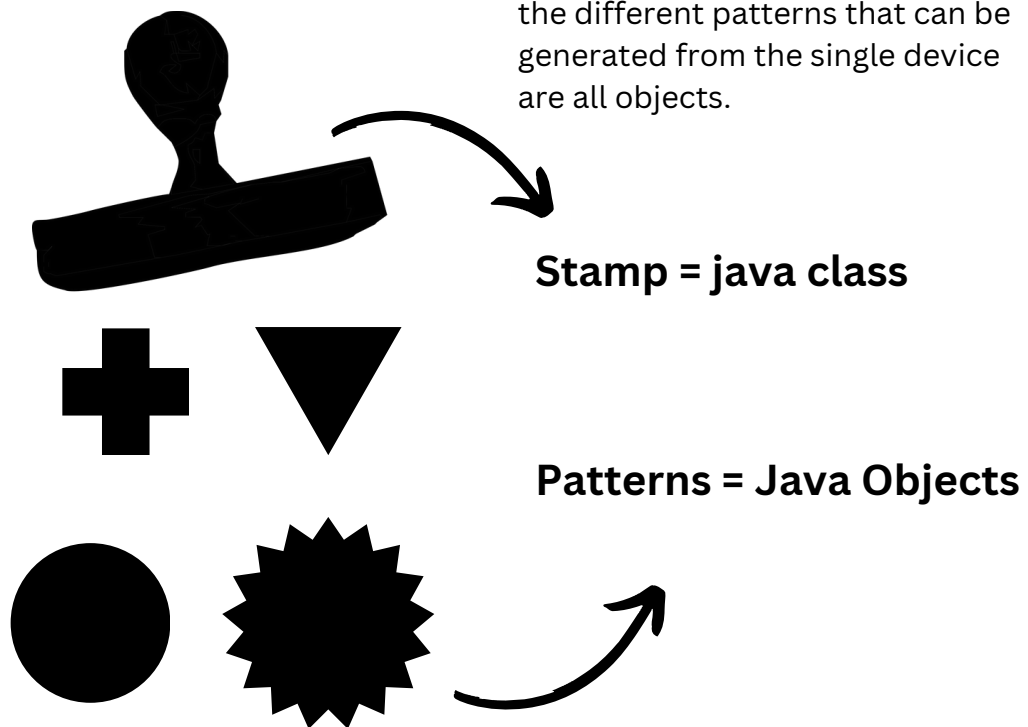 the different patterns that can be
generated from the single device
are all objects.
Stamp = java class
Patterns = Java Objects